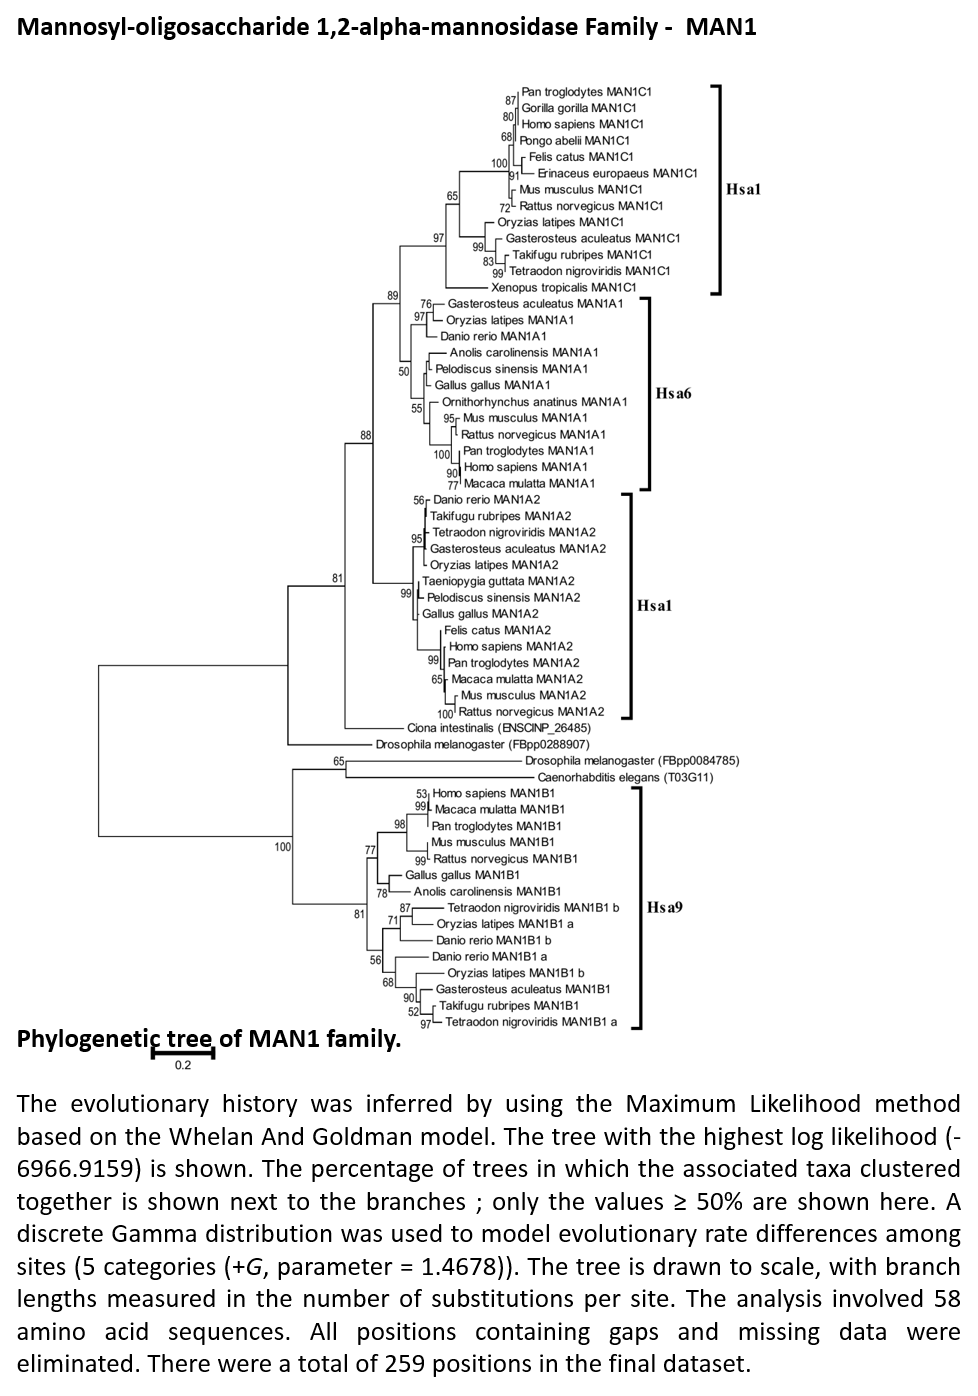 Mannosyl-oligosaccharide 1,2-alpha-mannosidase Family - MAN1
Pan troglodytes MAN1C1
87
Gorilla gorilla MAN1C1
80
Homo sapiens MAN1C1
68
Pongo abelii MAN1C1
Felis catus MAN1C1
100
91
Erinaceus europaeus MAN1C1
Mus musculus MAN1C1
Hsa1
65
72
Rattus norvegicus MAN1C1
Oryzias latipes MAN1C1
97
Gasterosteus aculeatus MAN1C1
99
Takifugu rubripes MAN1C1
83
99
Tetraodon nigroviridis MAN1C1
Xenopus tropicalis MAN1C1
89
76
Gasterosteus aculeatus MAN1A1
97
Oryzias latipes MAN1A1
Danio rerio MAN1A1
Anolis carolinensis MAN1A1
50
Pelodiscus sinensis MAN1A1
Gallus gallus MAN1A1
Hsa6
55
Ornithorhynchus anatinus MAN1A1
95
Mus musculus MAN1A1
88
Rattus norvegicus MAN1A1
100
Pan troglodytes MAN1A1
90
Homo sapiens MAN1A1
77
Macaca mulatta MAN1A1
56
Danio rerio MAN1A2
Takifugu rubripes MAN1A2
Tetraodon nigroviridis MAN1A2
95
Gasterosteus aculeatus MAN1A2
Oryzias latipes MAN1A2
81
Taeniopygia guttata MAN1A2
99
Pelodiscus sinensis MAN1A2
Hsa1
Gallus gallus MAN1A2
Felis catus MAN1A2
Homo sapiens MAN1A2
99
Pan troglodytes MAN1A2
65
Macaca mulatta MAN1A2
Mus musculus MAN1A2
100
Rattus norvegicus MAN1A2
Ciona intestinalis (ENSCINP_26485)
Drosophila melanogaster (FBpp0288907)
65
Drosophila melanogaster (FBpp0084785)
Caenorhabditis elegans (T03G11)
53
Homo sapiens MAN1B1
99
Macaca mulatta MAN1B1
98
Pan troglodytes MAN1B1
100
Mus musculus MAN1B1
77
99
Rattus norvegicus MAN1B1
Gallus gallus MAN1B1
78
Anolis carolinensis MAN1B1
81
87
Tetraodon nigroviridis MAN1B1 b
Hsa9
71
Oryzias latipes MAN1B1 a
Danio rerio MAN1B1 b
56
Danio rerio MAN1B1 a
Oryzias latipes MAN1B1 b
68
Gasterosteus aculeatus MAN1B1
90
Takifugu rubripes MAN1B1
52
97
Tetraodon nigroviridis MAN1B1 a
Phylogenetic tree of MAN1 family.
0.2
The evolutionary history was inferred by using the Maximum Likelihood method
based on the Whelan And Goldman model. The tree with the highest log likelihood (-
6966.9159) is shown. The percentage of trees in which the associated taxa clustered
together is shown next to the branches ; only the values ≥ 50% are shown here. A
discrete Gamma distribution was used to model evolutionary rate differences among
sites (5 categories (+G, parameter = 1.4678)). The tree is drawn to scale, with branch
lengths measured in the number of substitutions per site. The analysis involved 58
amino acid sequences. All positions containing gaps and missing data were
eliminated. There were a total of 259 positions in the final dataset.